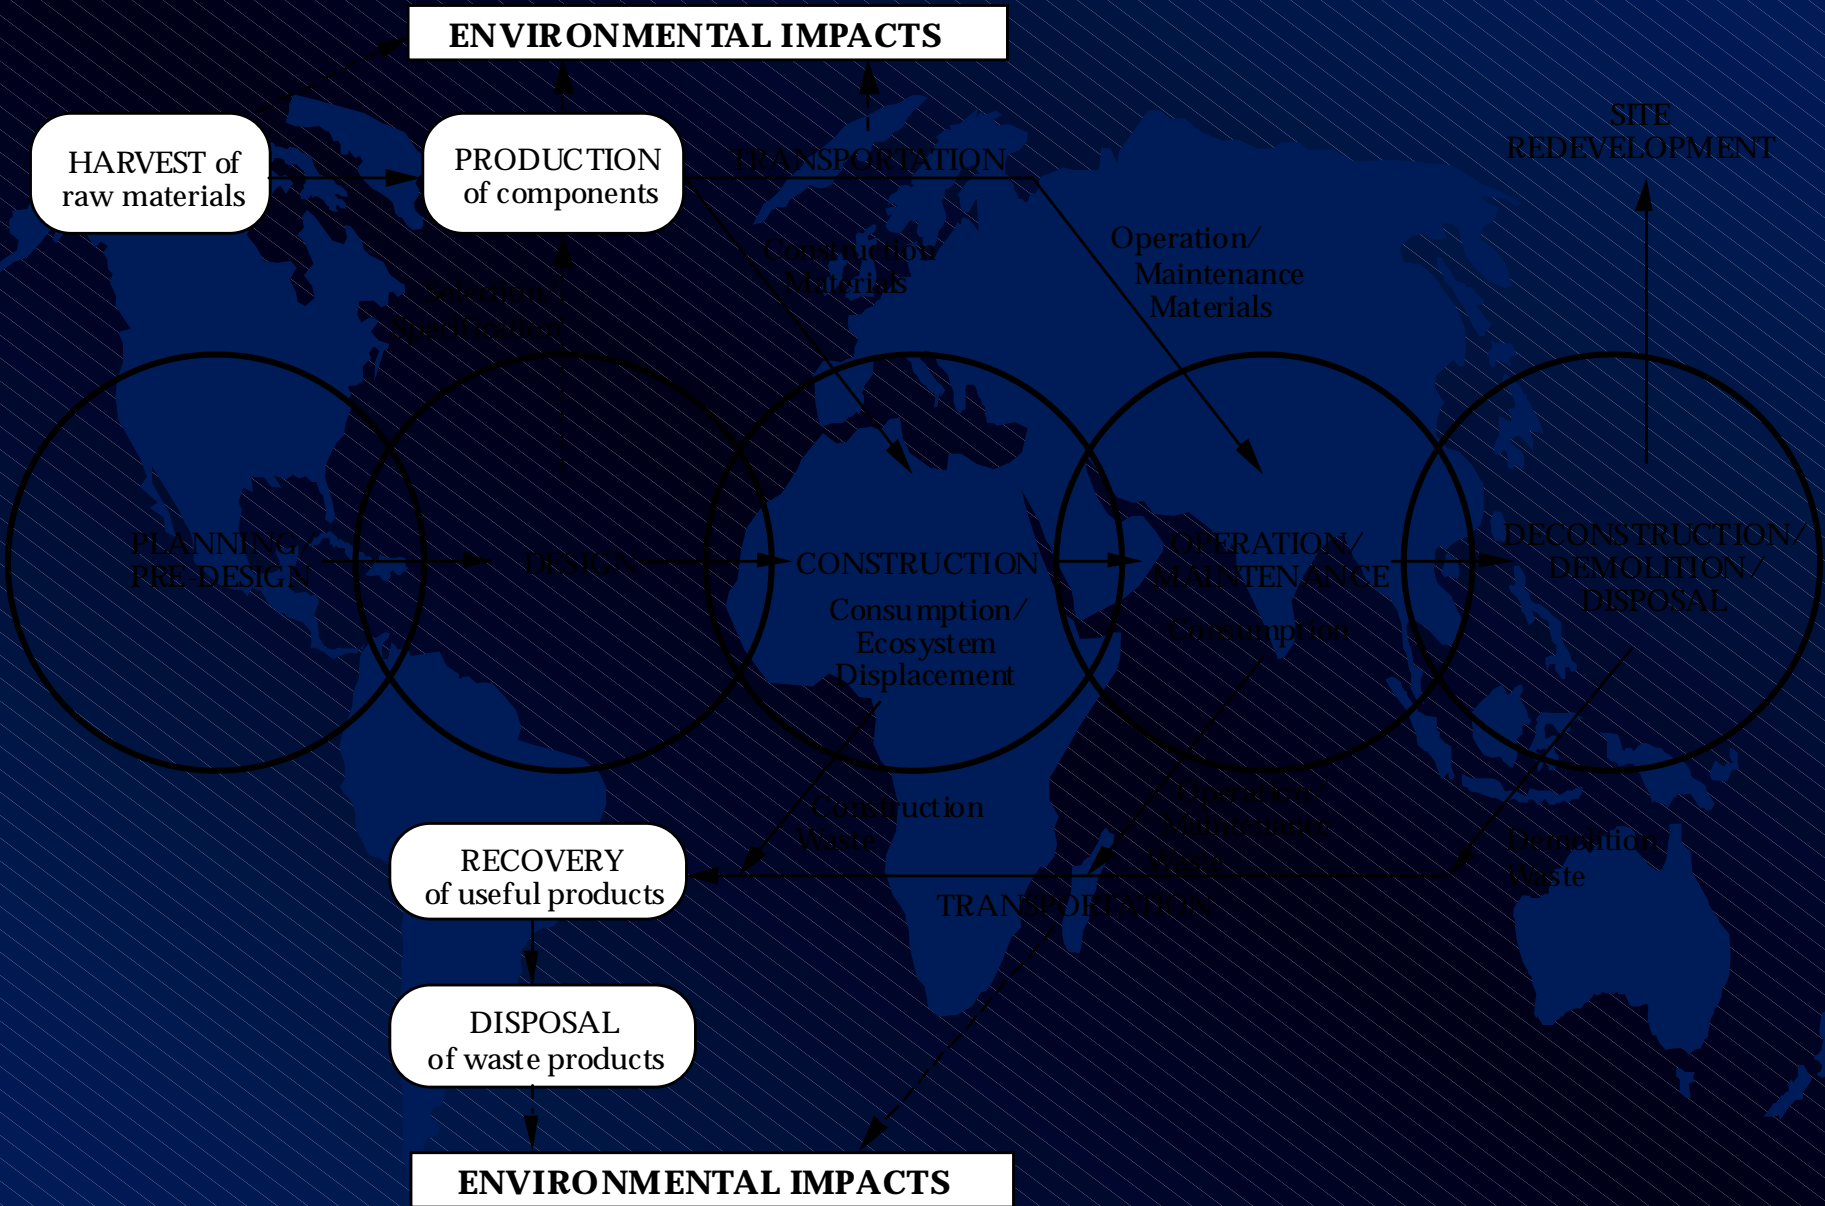 ENVIRONMENTAL IMPACTS
HARVEST of
raw materials
PRODUCTION
of components
TRANSPORTATION
SITE
REDEVELOPMENT
Selection/
Specification
Construction
Materials
Operation/
Maintenance
Materials
PLANNING/
PRE-DESIGN
DESIGN
CONSTRUCTION
Consumption/
Ecosystem
Displacement
OPERATION/
MAINTENANCE
Consumption
DECONSTRUCTION/
DEMOLITION/
DISPOSAL
Construction
Waste
Operation/
Maintenance
Waste
Demolition
Waste
RECOVERY
of useful products
TRANSPORTATION
DISPOSAL
of waste products
ENVIRONMENTAL IMPACTS